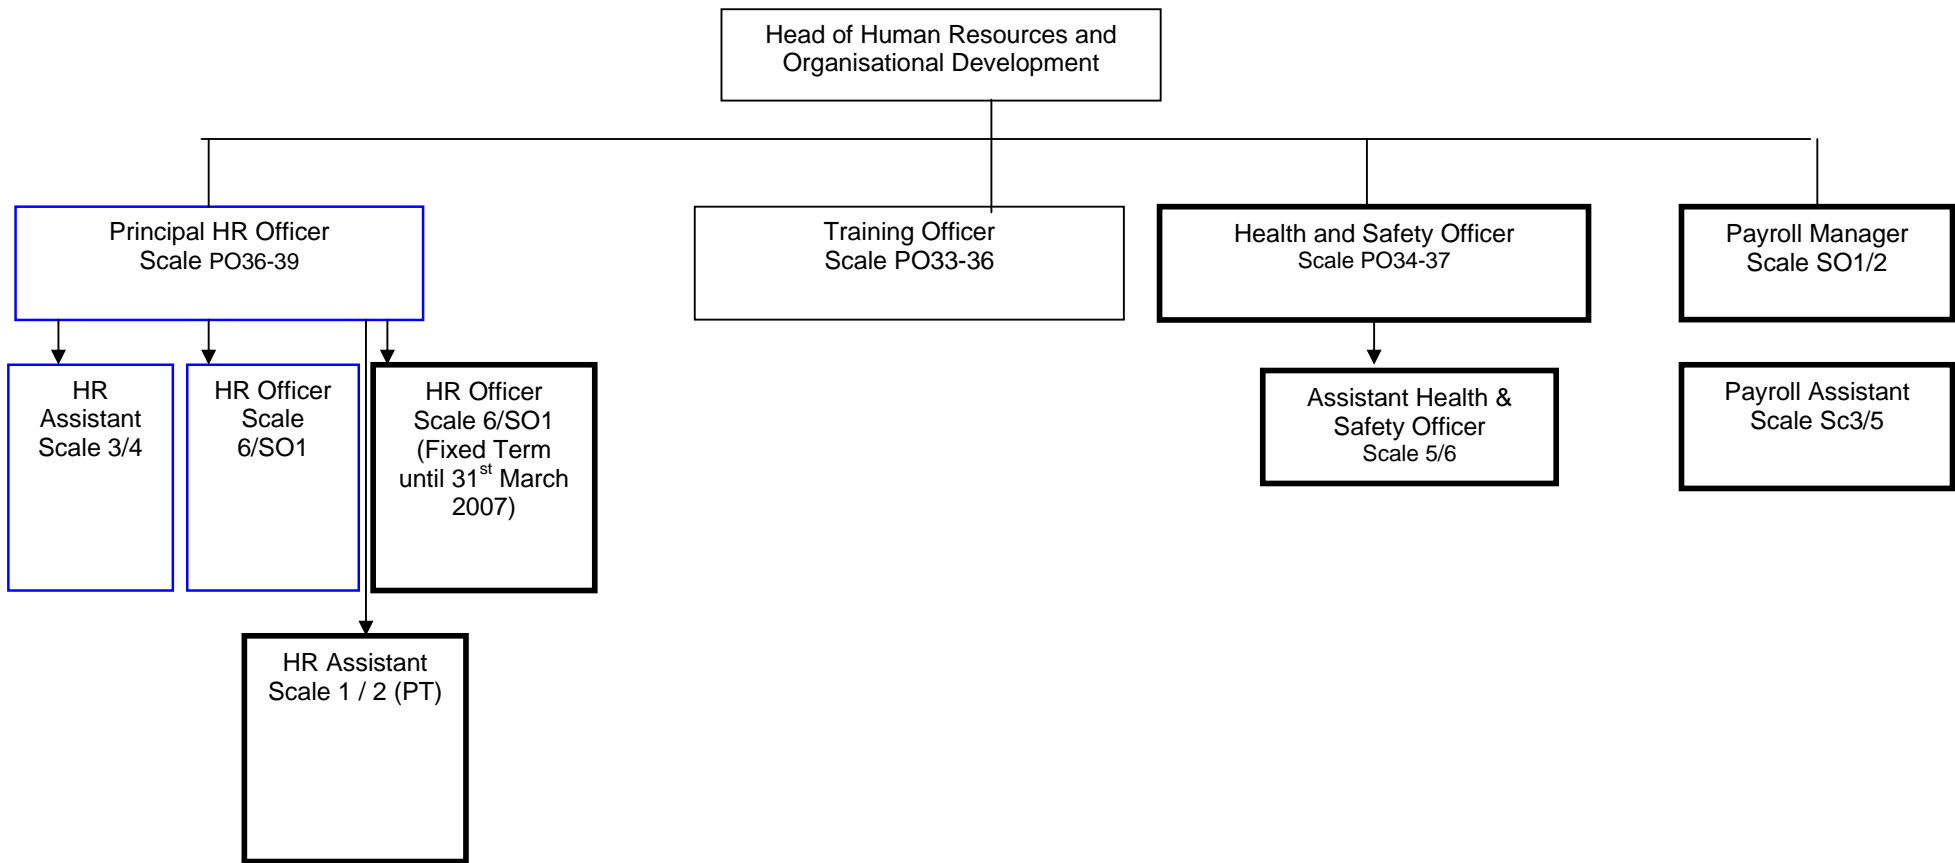 Head of Human Resources and
Organisational Development
Principal HR Officer
Scale PO36-39
Training Officer
Scale PO33-36
Health and Safety Officer
Scale PO34-37
Payroll Manager
Scale SO1/2
HR
Assistant
Scale 3/4
HR Officer
Scale
6/SO1
HR Officer
Scale 6/SO1
(Fixed Term
until 31st March
2007)
Assistant Health &
Safety Officer
Scale 5/6
Payroll Assistant
Scale Sc3/5
HR Assistant
Scale 1 / 2 (PT)